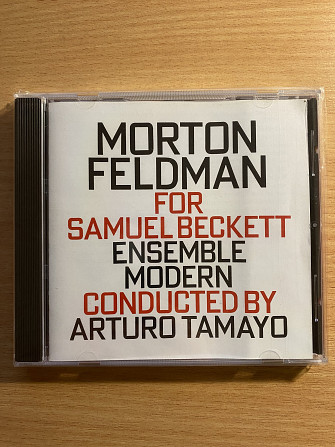 MORTON
FELDMAN
FOR
SAMUEL BECKETT
ENSEMBLE
MODERN
CONDUCTED BY
ARTURO TAMAYO